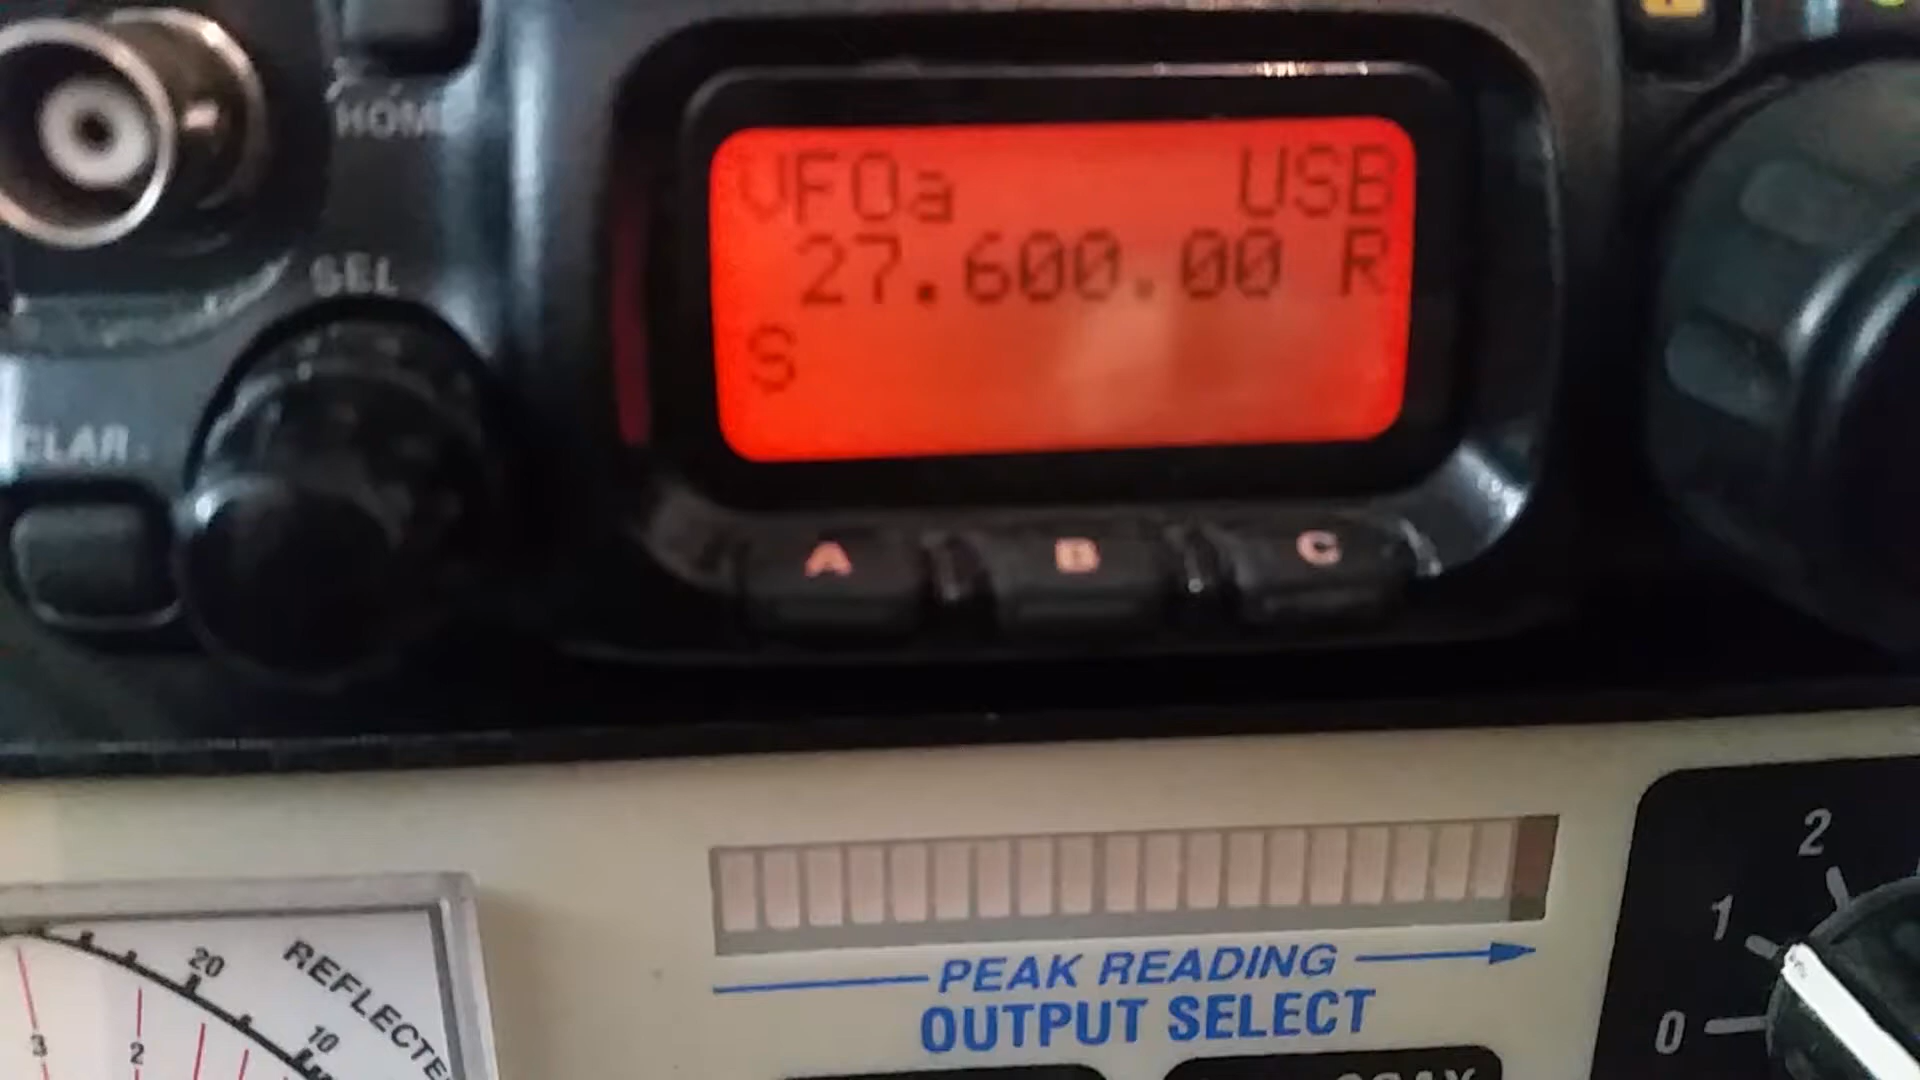 HOME
SEL
CLAR
VFOa USB
27.600.00 R
S
A B C
PEAK READING
OUTPUT SELECT
REFLECTE
20
10
3
2
2
1
0